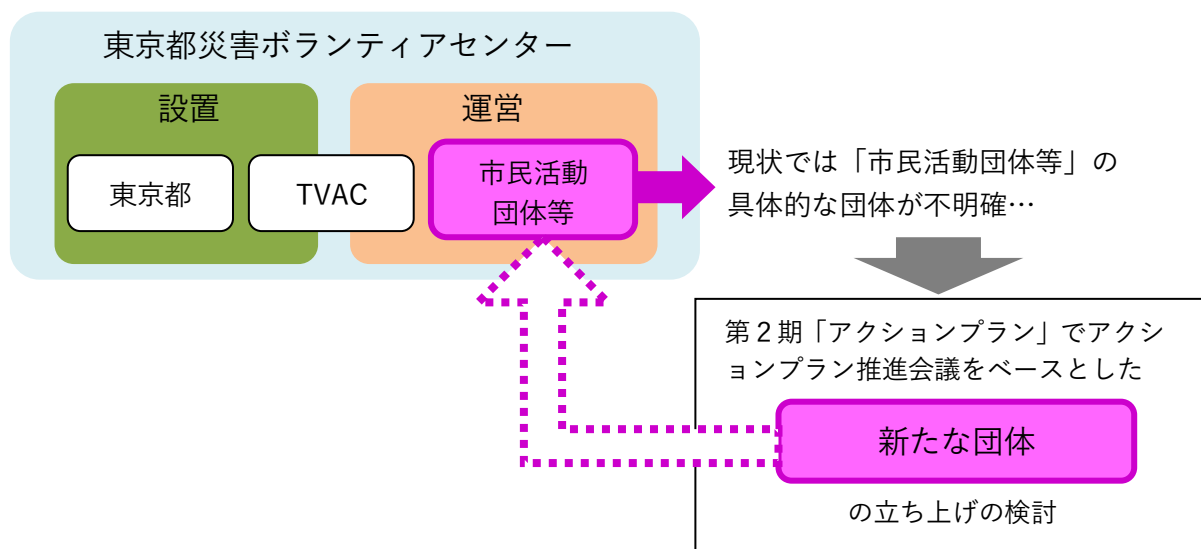 東京都災害ボランティアセンター
設置
運営
東京都
TVAC
市民活動
団体等
現状では「市民活動団体等」の
具体的な団体が不明確…
第２期「アクションプラン」でアクシ
ョンプラン推進会議をベースとした
新たな団体
の立ち上げの検討